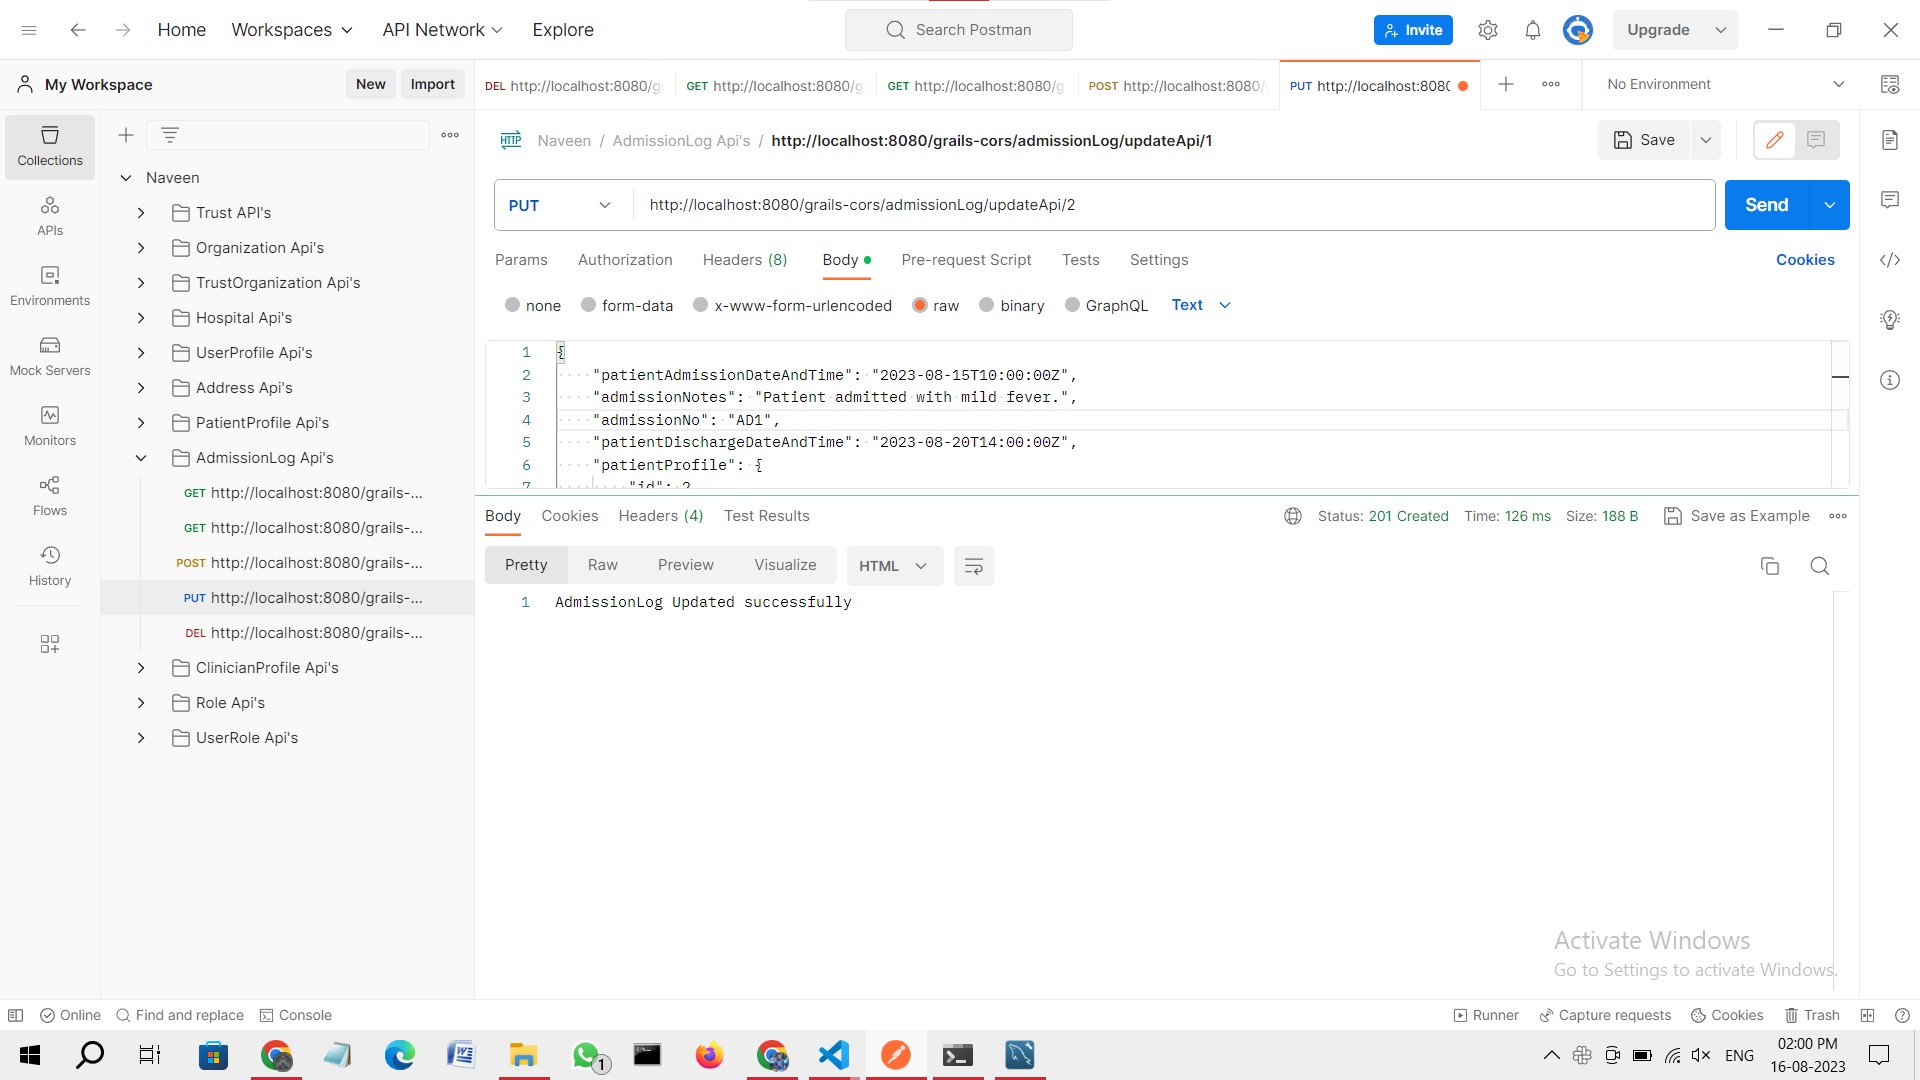 Home Workspaces API Network Explore Search Postman Invite Upgrade
My Workspace New Import DEL http://localhost:8080/g GET http://localhost:8080/g GET http://localhost:8080/g POST http://localhost:8080/ PUT http://localhost:8080/ No Environment
Collections
APIs
Environments
Mock Servers
Monitors
Flows
History
Naveen
Trust API's
Organization Api's
TrustOrganization Api's
Hospital Api's
UserProfile Api's
Address Api's
PatientProfile Api's
AdmissionLog Api's
GET http://localhost:8080/grails-...
GET http://localhost:8080/grails-...
POST http://localhost:8080/grails-...
PUT http://localhost:8080/grails-...
DEL http://localhost:8080/grails-...
ClinicianProfile Api's
Role Api's
UserRole Api's
HTTP Naveen / AdmissionLog Api's / http://localhost:8080/grails-cors/admissionLog/updateApi/1 Save
PUT http://localhost:8080/grails-cors/admissionLog/updateApi/2 Send
Params Authorization Headers (8) Body Pre-request Script Tests Settings Cookies
none form-data x-www-form-urlencoded raw binary GraphQL Text
1 {
2 "patientAdmissionDateAndTime": "2023-08-15T10:00:00Z",
3 "admissionNotes": "Patient admitted with mild fever.",
4 "admissionNo": "AD1",
5 "patientDischargeDateAndTime": "2023-08-20T14:00:00Z",
6 "patientProfile": {
7 "id": 2
Body Cookies Headers (4) Test Results Status: 201 Created Time: 126 ms Size: 188 B Save as Example
Pretty Raw Preview Visualize HTML
1 AdmissionLog Updated successfully
Activate Windows
Go to Settings to activate Windows.
Online Find and replace Console Runner Capture requests Cookies Trash
1 ENG 02:00 PM
16-08-2023